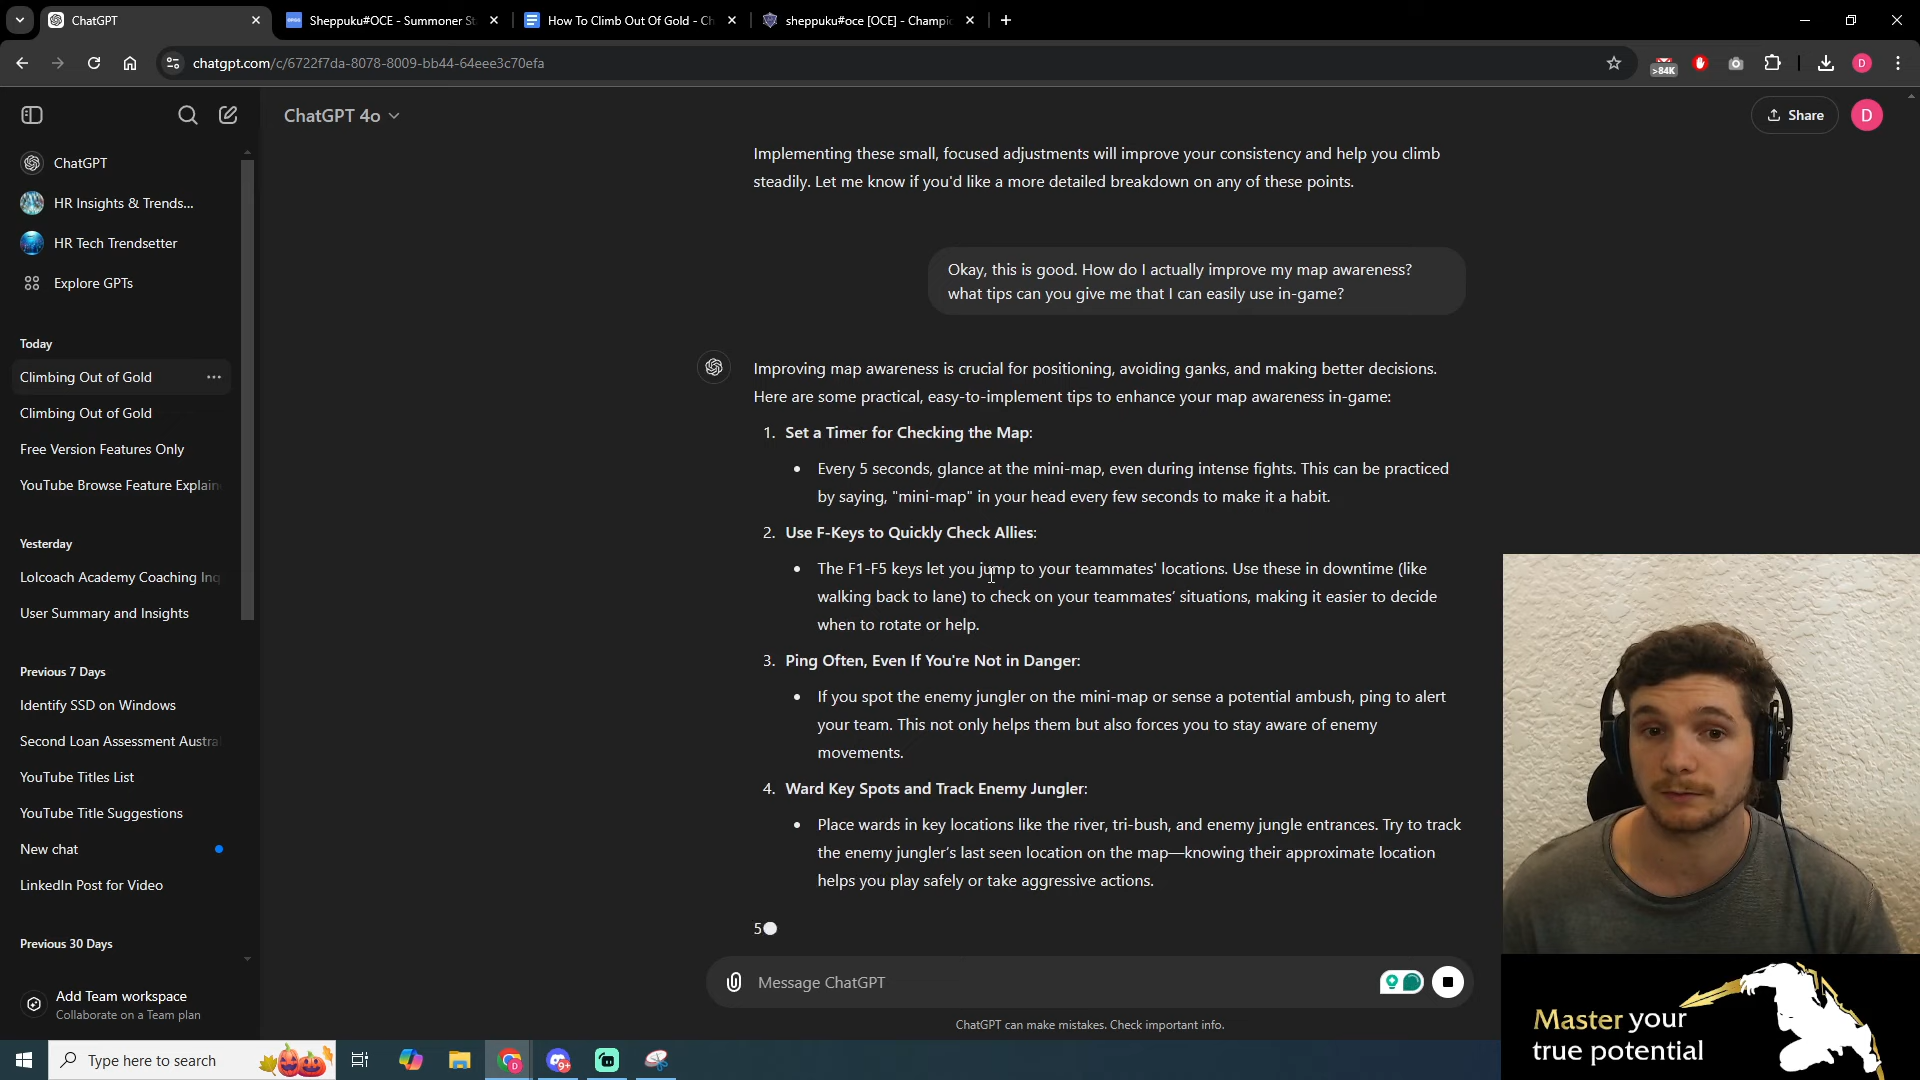 ChatGPT
Sheppuku#OCE - Summoner St
How To Climb Out Of Gold - Ch
sheppuku#oce [OCE] - Champio
chatgpt.com/c/6722f7da-8078-8009-bb44-64eee3c70efa
>84K
D
ChatGPT 4o
Share
D
ChatGPT
HR Insights & Trends...
HR Tech Trendsetter
Explore GPTs
Today
Climbing Out of Gold
Climbing Out of Gold
Free Version Features Only
YouTube Browse Feature Explain
Yesterday
Lolcoach Academy Coaching Inq
User Summary and Insights
Previous 7 Days
Identify SSD on Windows
Second Loan Assessment Austra
YouTube Titles List
YouTube Title Suggestions
New chat
LinkedIn Post for Video
Previous 30 Days
Add Team workspace
Collaborate on a Team plan
Implementing these small, focused adjustments will improve your consistency and help you climb
steadily. Let me know if you'd like a more detailed breakdown on any of these points.
Okay, this is good. How do I actually improve my map awareness?
what tips can you give me that I can easily use in-game?
Improving map awareness is crucial for positioning, avoiding ganks, and making better decisions.
Here are some practical, easy-to-implement tips to enhance your map awareness in-game:
1. Set a Timer for Checking the Map:
• Every 5 seconds, glance at the mini-map, even during intense fights. This can be practiced
by saying, "mini-map" in your head every few seconds to make it a habit.
2. Use F-Keys to Quickly Check Allies:
• The F1-F5 keys let you jump to your teammates' locations. Use these in downtime (like
walking back to lane) to check on your teammates' situations, making it easier to decide
when to rotate or help.
3. Ping Often, Even If You're Not in Danger:
• If you spot the enemy jungler on the mini-map or sense a potential ambush, ping to alert
your team. This not only helps them but also forces you to stay aware of enemy
movements.
4. Ward Key Spots and Track Enemy Jungler:
• Place wards in key locations like the river, tri-bush, and enemy jungle entrances. Try to track
the enemy jungler's last seen location on the map—knowing their approximate location
helps you play safely or take aggressive actions.
5
Message ChatGPT
ChatGPT can make mistakes. Check important info.
Master your
true potential
Type here to search
D
9+